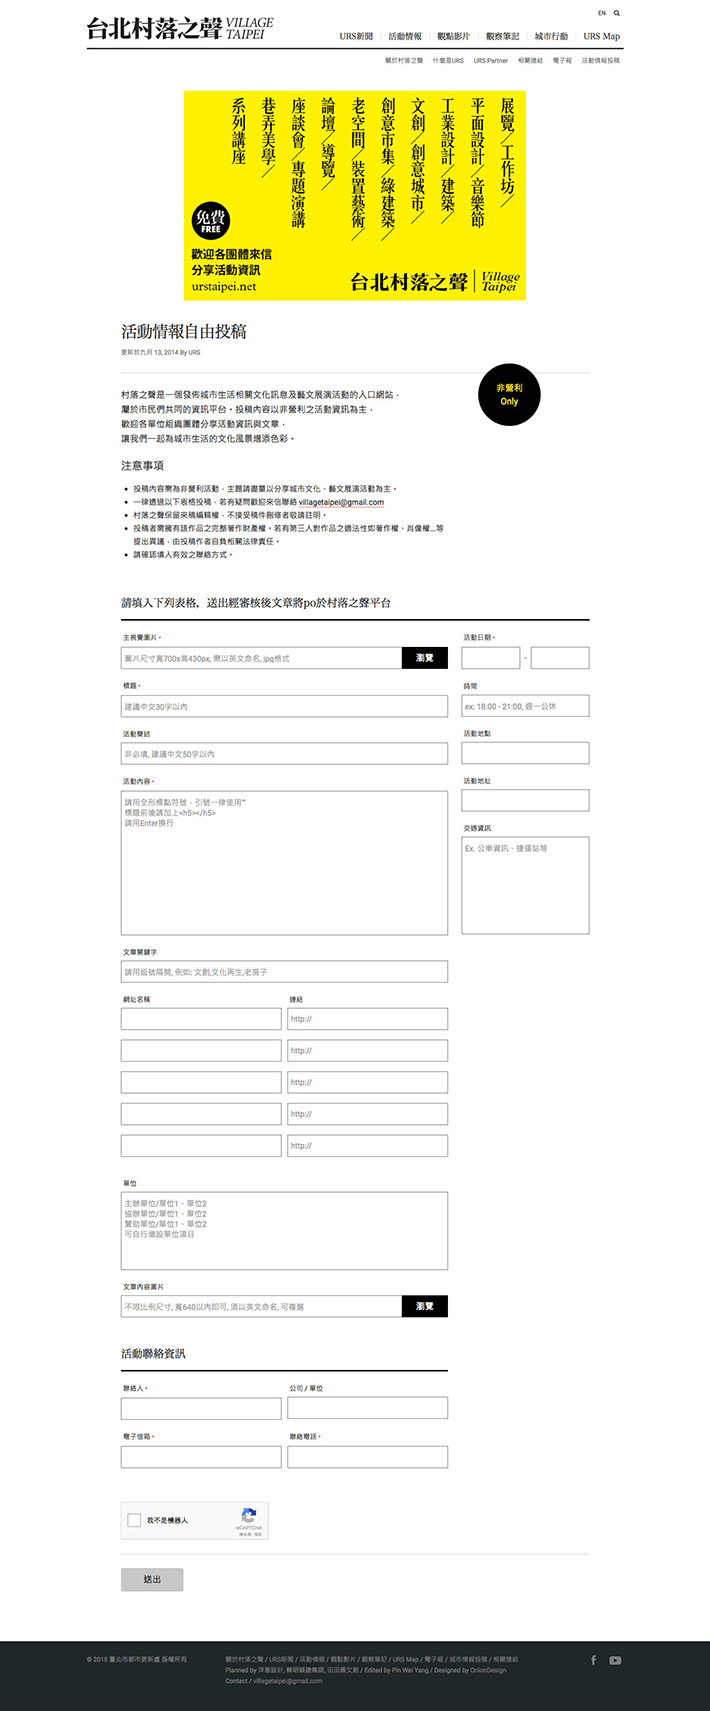 台北村落之聲 VILLAGE TAIPEI
EN
URS新聞 活動情報 觀點影片 觀察筆記 城市行動 URS Map
關於村落之聲 什麼是URS URS Partner 相關連結 電子報 活動情報投稿
展覽／工作坊／
平面設計／音樂節
工業設計／建築／
文創／創意城市／
創意市集／綠建築／
老空間／裝置藝術／
論壇／導覽／
座談會／專題演講
巷弄美學／
系列講座
免費
FREE
歡迎各團體來信
分享活動資訊
urstaipei.net
台北村落之聲 Village Taipei
活動情報自由投稿
更新於九月 13, 2014 By URS
非營利
Only
村落之聲是一個發佈城市生活相關文化訊息及藝文展演活動的入口網站，
屬於市民們共同的資訊平台。投稿內容以非營利之活動資訊為主，
歡迎各單位組織團體分享活動資訊與文章，
讓我們一起為城市生活的文化風景增添色彩。
注意事項
• 投稿內容需為非營利活動，主題請盡量以分享城市文化、藝文展演活動為主。
• 一律透過以下表格投稿，若有疑問歡迎來信聯絡 villagetaipei@gmail.com
• 村落之聲保留來稿編輯權，不接受稿件刪修者敬請註明。
• 投稿者需擁有該作品之完整著作財產權。若有第三人對作品之適法性如著作權、肖像權...等
提出異議，由投稿作者自負相關法律責任。
• 請確認填入有效之聯絡方式。
請填入下列表格，送出經審核後文章將po於村落之聲平台
主視覺圖片*
圖片尺寸寬700x高430px, 需以英文命名, jpg格式 瀏覽
活動日期*
-
標題*
建議中文30字以內
時間
ex: 18:00 - 21:00, 週一公休
活動簡述
非必填, 建議中文50字以內
活動地點
活動內容*
請用全形標點符號，引號一律使用""
標題前後請加上<h5></h5>
請用Enter換行
活動地址
交通資訊
Ex. 公車資訊、捷運站等
文章關鍵字
請用逗號隔開, 例如: 文創,文化再生,老房子
網址名稱 連結
http://
http://
http://
http://
http://
單位
主辦單位/單位1、單位2
協辦單位/單位1、單位2
贊助單位/單位1、單位2
可自行增設單位項目
文章內容圖片
不限比例尺寸, 寬640以內即可, 須以英文命名, 可複選 瀏覽
活動聯絡資訊
聯絡人* 公司 / 單位
電子信箱* 聯絡電話*
我不是機器人
reCAPTCHA
隱私權 - 條款
送出
© 2015 臺北市都市更新處 版權所有
關於村落之聲 / URS新聞 / 活動情報 / 觀點影片 / 觀察筆記 / URS Map / 電子報 / 城市情報投稿 / 相關連結
Planned by 洋蔥設計, 蘇明穎建築師, 田田圈文創 / Edited by Pin Wei Yang / Designed by OnionDesign
Contact / villagetaipei@gmail.com